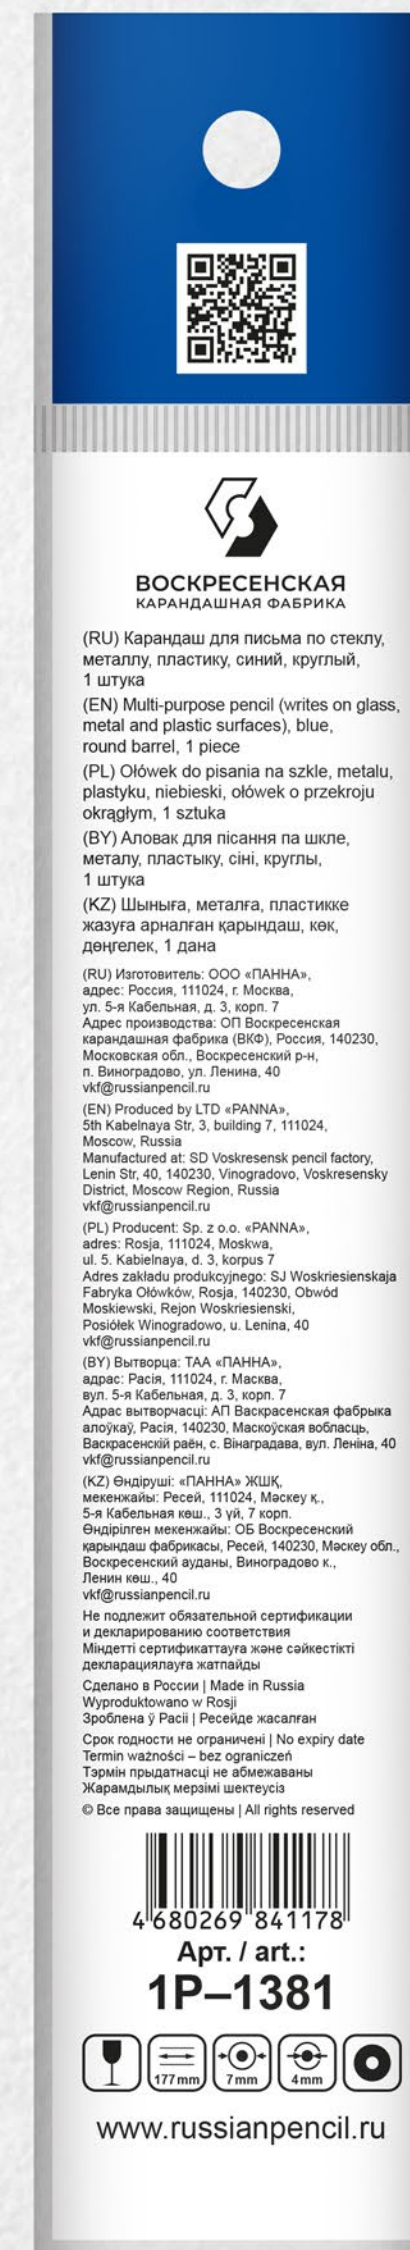 ВОСКРЕСЕНСКАЯ
КАРАНДАШНАЯ ФАБРИКА
(RU) Карандаш для письма по стеклу,
металлу, пластику, синий, круглый,
1 штука
(EN) Multi-purpose pencil (writes on glass,
metal and plastic surfaces), blue,
round barrel, 1 piece
(PL) Ołówek do pisania na szkle, metalu,
plastyku, niebieski, ołówek o przekroju
okrągłym, 1 sztuka
(BY) Аловак для пісання па шкле,
металу, пластыку, сіні, круглы,
1 штука
(KZ) Шыныға, металға, пластикке
жазуға арналған қарындаш, көк,
дөңгелек, 1 дана
(RU) Изготовитель: ООО «ПАННА»,
адрес: Россия, 111024, г. Москва,
ул. 5-я Кабельная, д. 3, корп. 7
Адрес производства: ОП Воскресенская
карандашная фабрика (ВКФ), Россия, 140230,
Московская обл., Воскресенский р-н,
п. Виноградово, ул. Ленина, 40
vkf@russianpencil.ru
(EN) Produced by LTD «PANNA»,
5th Kabelnaya Str, 3, building 7, 111024,
Moscow, Russia
Manufactured at: SD Voskresensk pencil factory,
Lenin Str, 40, 140230, Vinogradovo, Voskresensky
District, Moscow Region, Russia
vkf@russianpencil.ru
(PL) Producent: Sp. z o.o. «PANNA»,
adres: Rosja, 111024, Moskwa,
ul. 5. Kabielnaya, d. 3, korpus 7
Adres zakładu produkcyjnego: SJ Woskriesienskaja
Fabryka Ołówków, Rosja, 140230, Obwód
Moskiewski, Rejon Woskriesienski,
Posiółek Winogradowo, u. Lenina, 40
vkf@russianpencil.ru
(BY) Вытворца: ТАА «ПАННА»,
адрас: Расія, 111024, г. Масква,
вул. 5-я Кабельная, д. 3, корп. 7
Адрас вытворчасці: АП Васкрасенская фабрыка
алоўкаў, Расія, 140230, Маскоўская вобласць,
Васкрасенскій раён, с. Вінаградава, вул. Леніна, 40
vkf@russianpencil.ru
(KZ) Өндіруші: «ПАННА» ЖШҚ,
мекенжайы: Ресей, 111024, Мәскеу қ.,
5-я Кабельная көш., 3 үй, 7 корп.
Өндірілген мекенжайы: ОБ Воскресенский
қарындаш фабрикасы, Ресей, 140230, Мәскеу обл.,
Воскресенский ауданы, Виноградово к.,
Ленин көш., 40
vkf@russianpencil.ru
Не подлежит обязательной сертификации
и декларированию соответствия
Міндетті сертификаттауға және сәйкестікті
декларациялауға жатпайды
Сделано в России | Made in Russia
Wyproduktowano w Rosji
Зроблена ў Расіі | Ресейде жасалған
Срок годности не ограничені | No expiry date
Termin ważności – bez ograniczeń
Тэрмін прыдатнасці не абмежаваны
Жарамдылық мерзімі шектеусіз
© Все права защищены | All rights reserved
4 680269 841178
Арт. / art.:
1P–1381
177 mm 7 mm 4 mm
www.russianpencil.ru